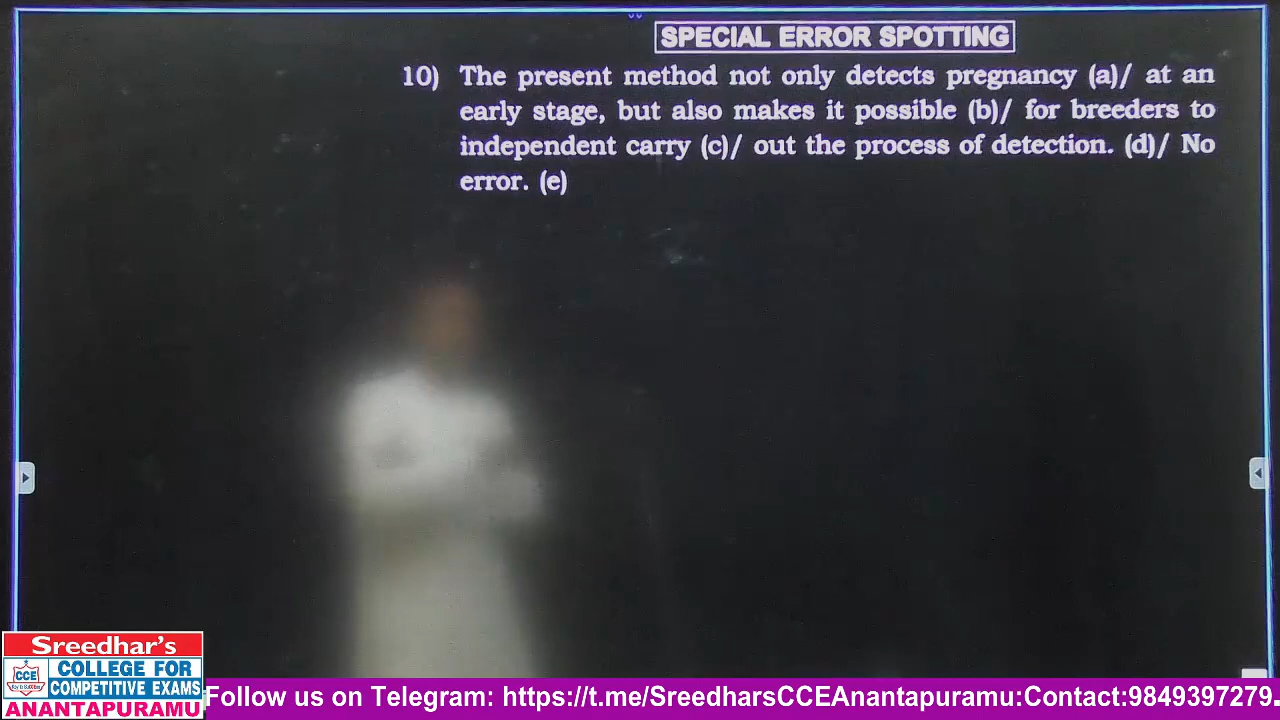 SPECIAL ERROR SPOTTING
10) The present method not only detects pregnancy (a)/ at an
early stage, but also makes it possible (b)/ for breeders to
independent carry (c)/ out the process of detection. (d)/ No
error. (e)
Sreedhar's
CCE
COLLEGE FOR
COMPETITIVE EXAMS
ANANTAPURAMU
Follow us on Telegram: https://t.me/SreedharsCCEAnantapuramu:Contact:9849397279.